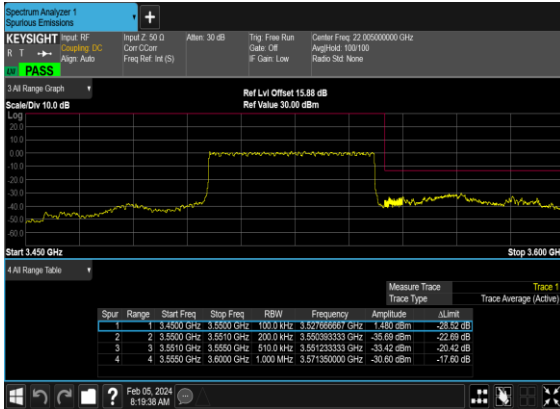 Spectrum Analyzer 1
Spurious Emissions
+
KEYSIGHT Input: RF Input Z: 50 Ω Atten: 30 dB Trig: Free Run Center Freq: 22.005000000 GHz
R T Coupling: DC Corr CCorr Gate: Off Avg|Hold: 100/100
Align: Auto Freq Ref: Int (S) IF Gain: Low Radio Std: None
PASS
3 All Range Graph
Ref Lvl Offset 15.88 dB
Scale/Div 10.0 dB Ref Value 30.00 dBm
Log
20.0
10.0
0.00
-10.0
-20.0
-30.0
-40.0
-50.0
-60.0
Start 3.450 GHz Stop 3.600 GH
4 All Range Table
Measure Trace Trace 1
Trace Type Trace Average (Active)
Spur Range Start Freq Stop Freq RBW Frequency Amplitude ΔLimit
1 1 3.4500 GHz 3.5500 GHz 100.0 kHz 3.527666667 GHz 1.480 dBm -28.52 dB
2 2 3.5500 GHz 3.5510 GHz 200.0 kHz 3.550393333 GHz -35.69 dBm -22.69 dB
3 3 3.5510 GHz 3.5550 GHz 510.0 kHz 3.551233333 GHz -33.42 dBm -20.42 dB
4 4 3.5550 GHz 3.6000 GHz 1.000 MHz 3.571350000 GHz -30.60 dBm -17.60 dB
?
Feb 05, 2024
8:19:38 AM